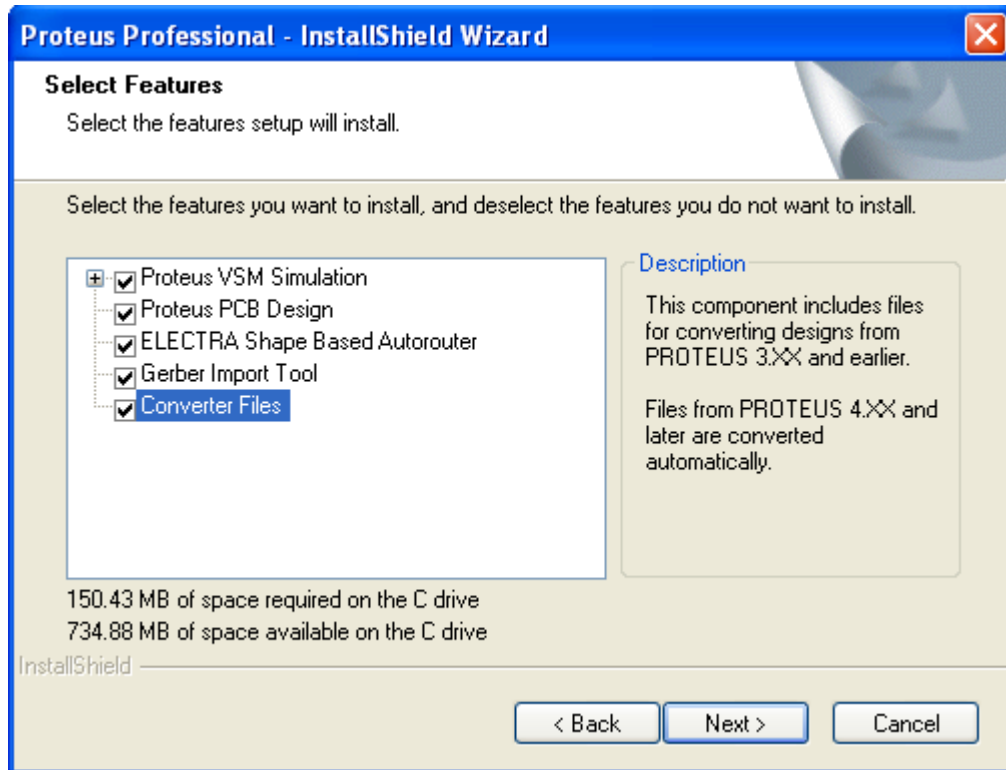 Proteus Professional - InstallShield Wizard
Select Features
Select the features setup will install.
Select the features you want to install, and deselect the features you do not want to install.
Proteus VSM Simulation
Proteus PCB Design
ELECTRA Shape Based Autorouter
Gerber Import Tool
Converter Files
Description
This component includes files
for converting designs from
PROTEUS 3.XX and earlier.
Files from PROTEUS 4.XX and
later are converted
automatically.
150.43 MB of space required on the C drive
734.88 MB of space available on the C drive
InstallShield
< Back
Next >
Cancel